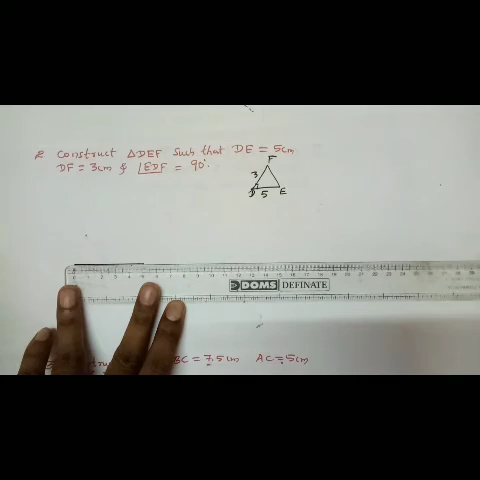 2 Construct △DEF such that DE = 5cm
DF = 3cm & ∠EDF = 90°.
F
3
D 5 E
DOMS DEFINATE
BC = 7.5cm AC = 5cm